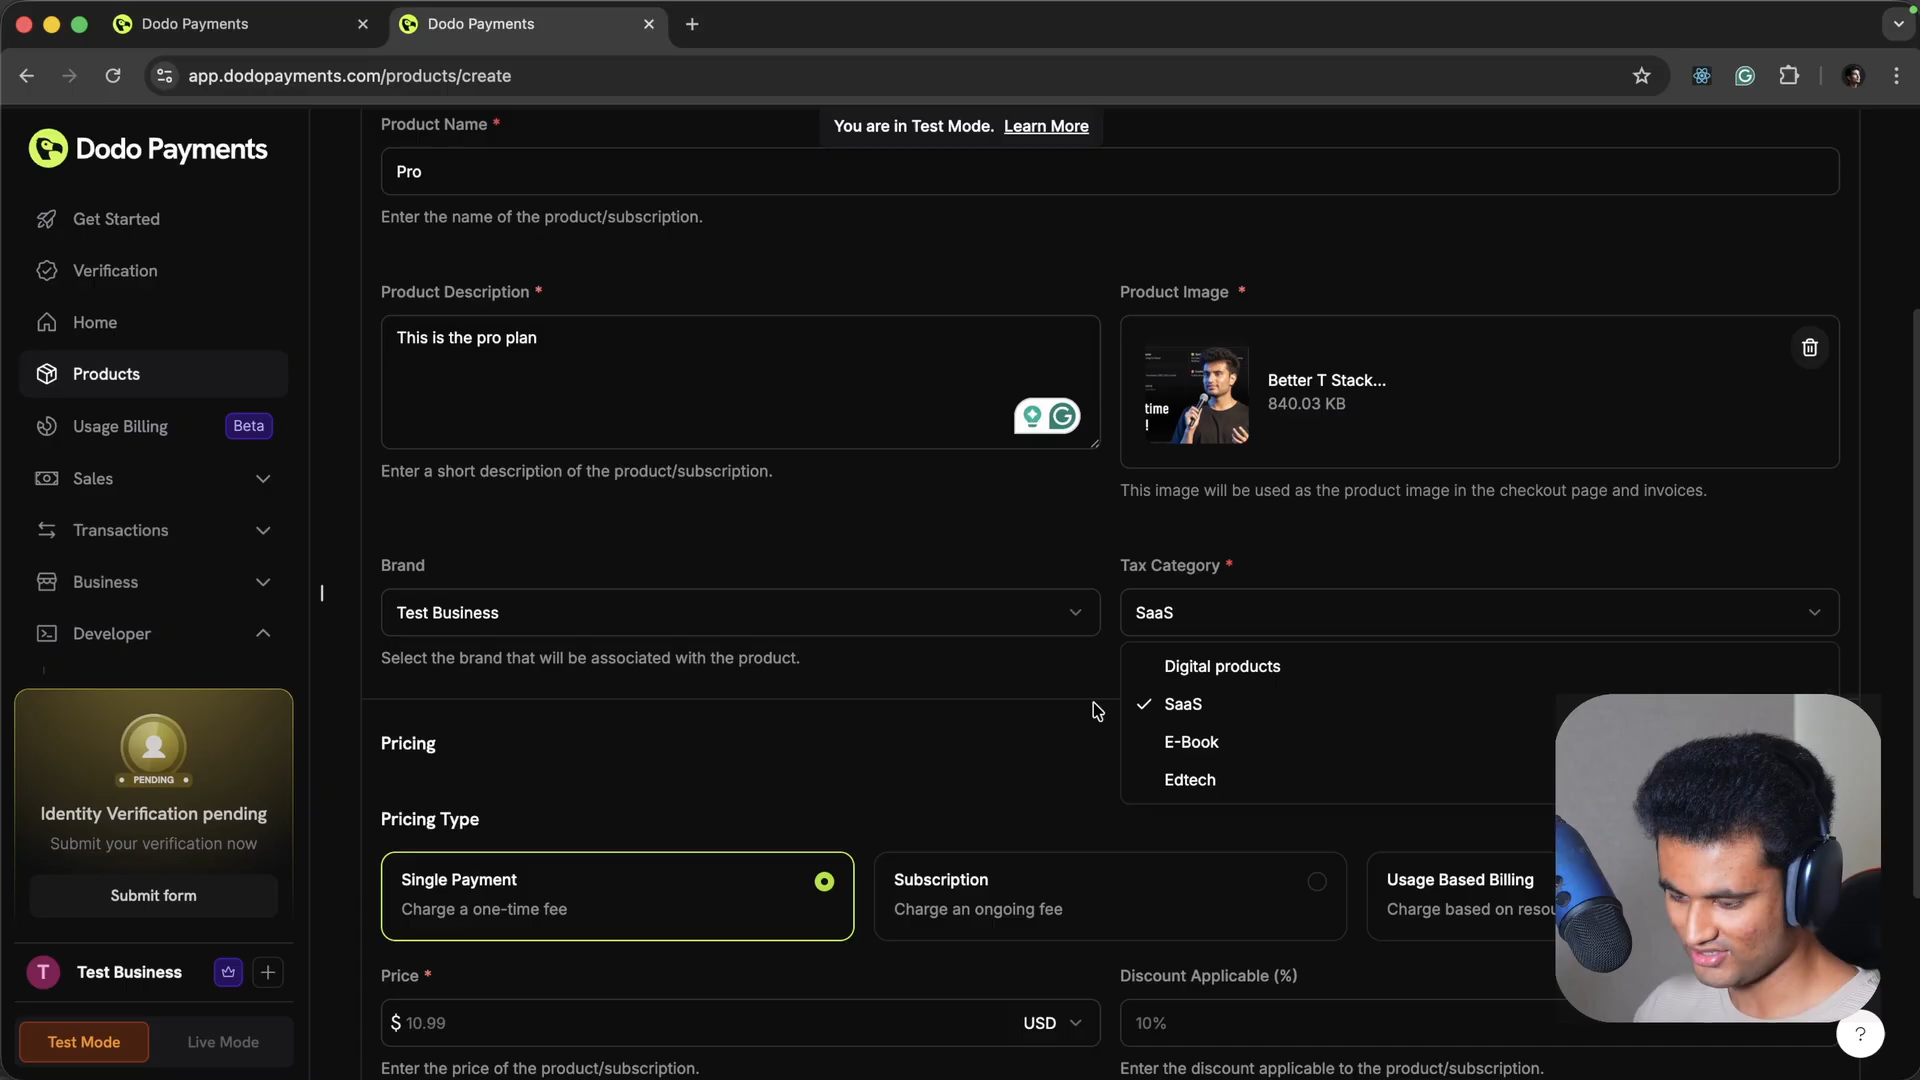 Dodo Payments
Dodo Payments
app.dodopayments.com/products/create
Dodo Payments
Get Started
Verification
Home
Products
Usage Billing
Beta
Sales
Transactions
Business
Developer
PENDING
Identity Verification pending
Submit your verification now
Submit form
T
Test Business
Test Mode
Live Mode
You are in Test Mode. Learn More
Product Name *
Pro
Enter the name of the product/subscription.
Product Description *
This is the pro plan
Enter a short description of the product/subscription.
Product Image *
time
!
Better T Stack...
840.03 KB
This image will be used as the product image in the checkout page and invoices.
Brand
Test Business
Select the brand that will be associated with the product.
Tax Category *
SaaS
Digital products
SaaS
E-Book
Edtech
Pricing
Pricing Type
Single Payment
Charge a one-time fee
Subscription
Charge an ongoing fee
Usage Based Billing
Charge based on resou
Price *
$ 10.99
USD
Enter the price of the product/subscription.
Discount Applicable (%)
10%
Enter the discount applicable to the product/subscription.
?